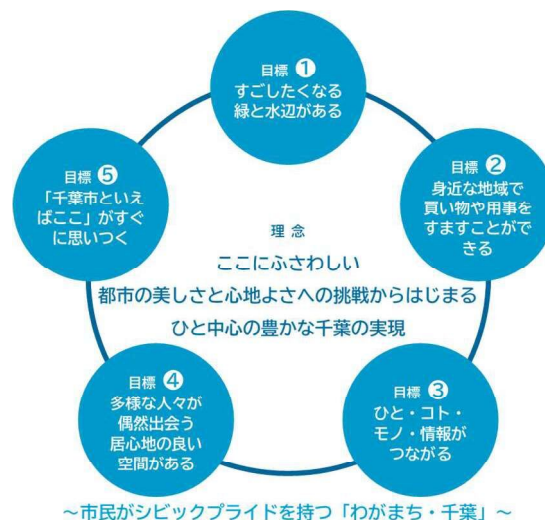 目標 ❶
すごしたくなる
緑と水辺がある
目標 ❷
身近な地域で
買い物や用事を
すますことがで
きる
目標 ❸
ひと・コト・
モノ・情報が
つながる
目標 ❹
多様な人々が
偶然出会う
居心地の良い
空間がある
目標 ❺
「千葉市といえ
ばここ」がすぐ
に思いつく
理 念
ここにふさわしい
都市の美しさと心地よさへの挑戦からはじまる
ひと中心の豊かな千葉の実現
～市民がシビックプライドを持つ「わがまち・千葉」～